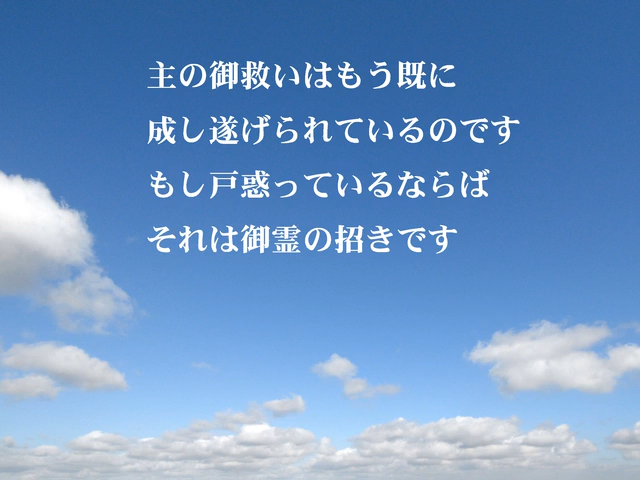 主の御救いはもう既に
成し遂げられているのです
もし戸惑っているならば
それは御霊の招きです